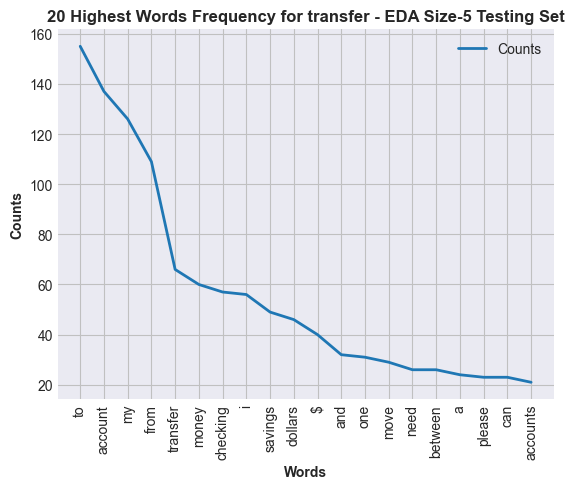 20 Highest Words Frequency for transfer - EDA Size-5 Testing Set
Counts
160
140
120
100
80
60
40
20
Counts
to
account
my
from
transfer
money
checking
i
savings
dollars
$
and
one
move
need
between
a
please
can
accounts
Words